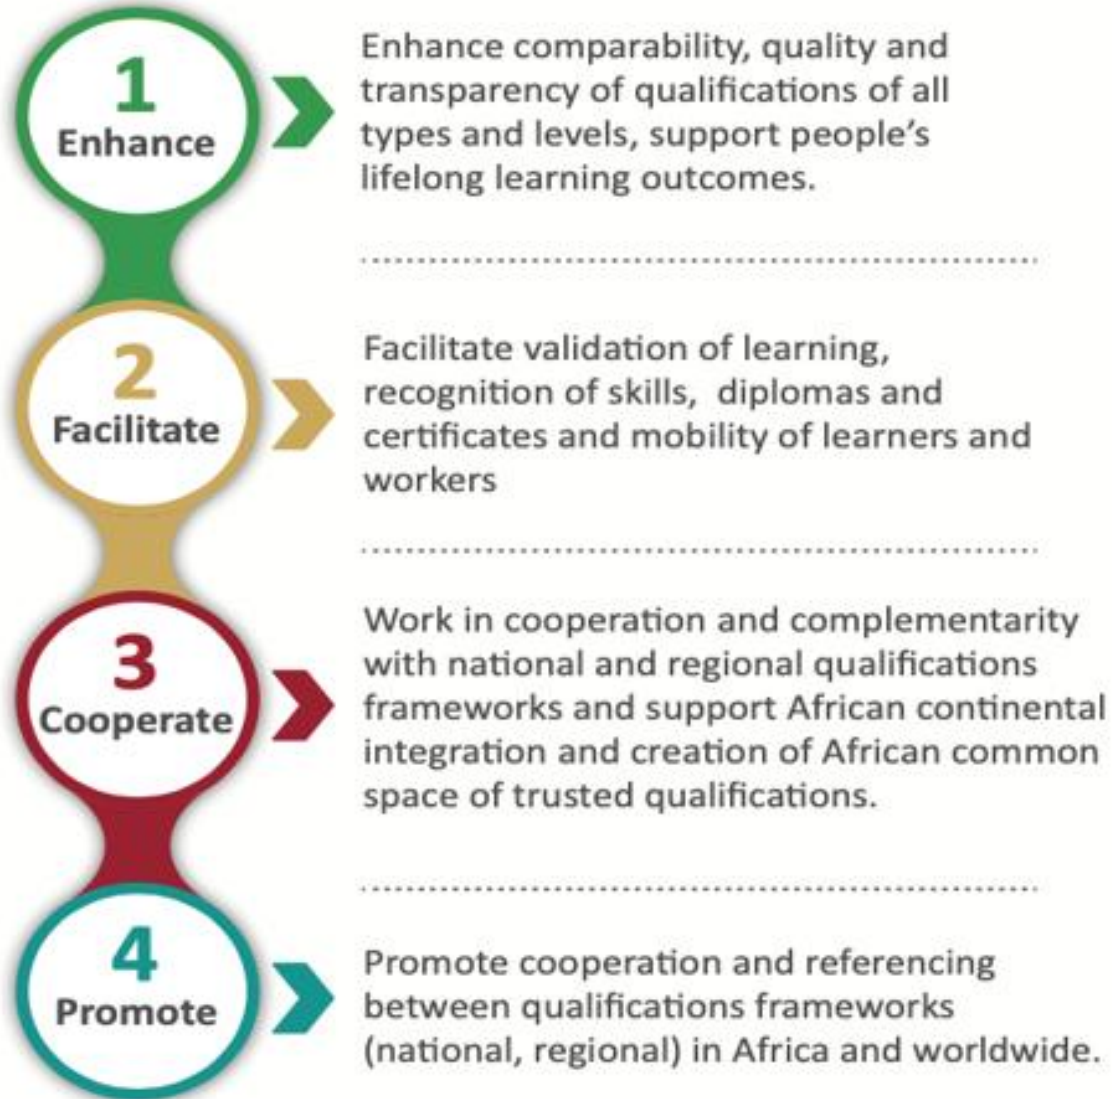 1
Enhance
Enhance comparability, quality and
transparency of qualifications of all
types and levels, support people's
lifelong learning outcomes.
2
Facilitate
Facilitate validation of learning,
recognition of skills,  diplomas and
certificates and mobility of learners and
workers
3
Cooperate
Work in cooperation and complementarity
with national and regional qualifications
frameworks and support African continental
integration and creation of African common
space of trusted qualifications.
4
Promote
Promote cooperation and referencing
between qualifications frameworks
(national, regional) in Africa and worldwide.